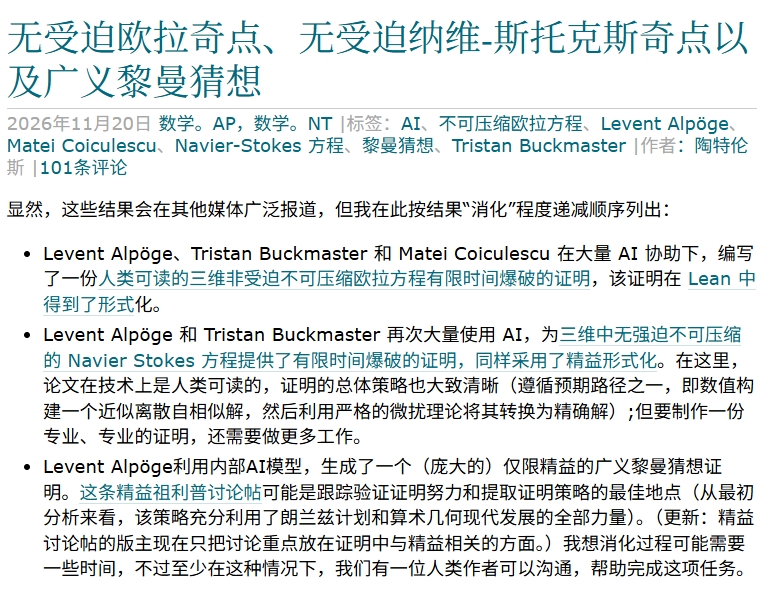 无受迫欧拉奇点、无受迫纳维-斯托克斯奇点以
及广义黎曼猜想
2026年11月20日 数学。AP，数学。NT |标签：AI、不可压缩欧拉方程、Levent Alpöge、
Matei Coiculescu、Navier-Stokes 方程、黎曼猜想、Tristan Buckmaster |作者：陶特伦
斯 |101条评论
显然，这些结果会在其他媒体广泛报道，但我在此按结果“消化”程度递减顺序列出：
• Levent Alpöge、Tristan Buckmaster 和 Matei Coiculescu 在大量 AI 协助下，编写
了一份人类可读的三维非受迫不可压缩欧拉方程有限时间爆破的证明，该证明在 Lean 中
得到了形式化。
• Levent Alpöge 和 Tristan Buckmaster 再次大量使用 AI，为三维中无强迫不可压缩
的 Navier Stokes 方程提供了有限时间爆破的证明，同样采用了精益形式化。在这里，
论文在技术上是人类可读的，证明的总体策略也大致清晰（遵循预期路径之一，即数值构
建一个近似离散自相似解，然后利用严格的微扰理论将其转换为精确解）;但要制作一份
专业、专业的证明，还需要做更多工作。
• Levent Alpöge利用内部AI模型，生成了一个（庞大的）仅限精益的广义黎曼猜想证
明。这条精益祖利普讨论帖可能是跟踪验证证明努力和提取证明策略的最佳地点（从最初
分析来看，该策略充分利用了朗兰兹计划和算术几何现代发展的全部力量）。（更新：精益
讨论帖的版主现在只把讨论重点放在证明中与精益相关的方面。）我想消化过程可能需要
一些时间，不过至少在这种情况下，我们有一位人类作者可以沟通，帮助完成这项任务。